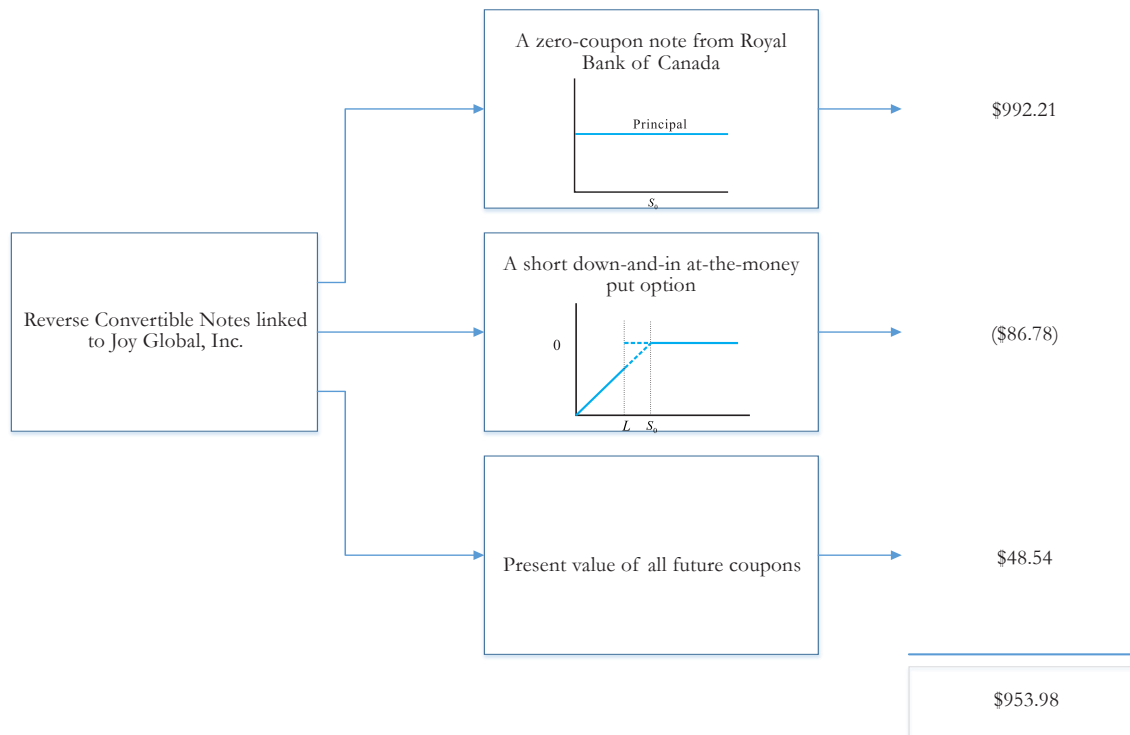 A zero-coupon note from Royal
Bank of Canada
Principal
S₀
$992.21
Reverse Convertible Notes linked
to Joy Global, Inc.
A short down-and-in at-the-money
put option
0
L S₀
($86.78)
Present value of all future coupons
$48.54
$953.98